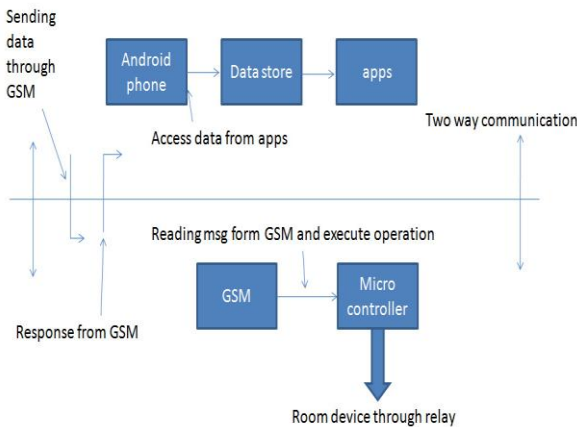 Sending
data
through
GSM
Android
phone
Data store
apps
Access data from apps
Two way communication
Reading msg form GSM and execute operation
GSM
Micro
controller
Response from GSM
Room device through relay